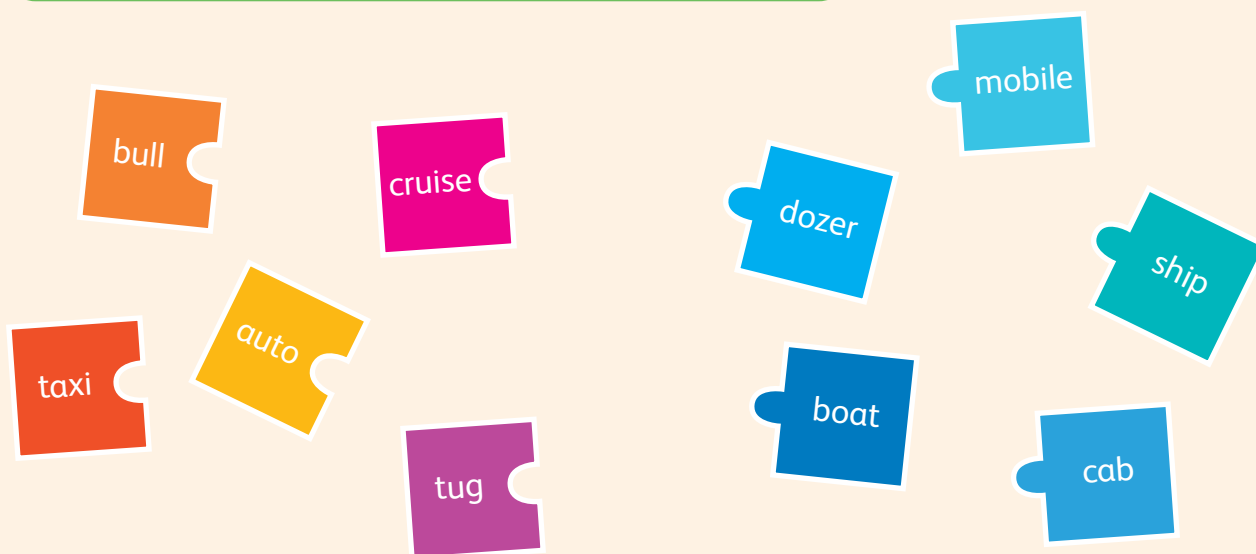 mobile
bull
cruise
dozer
ship
auto
taxi
boat
cab
tug